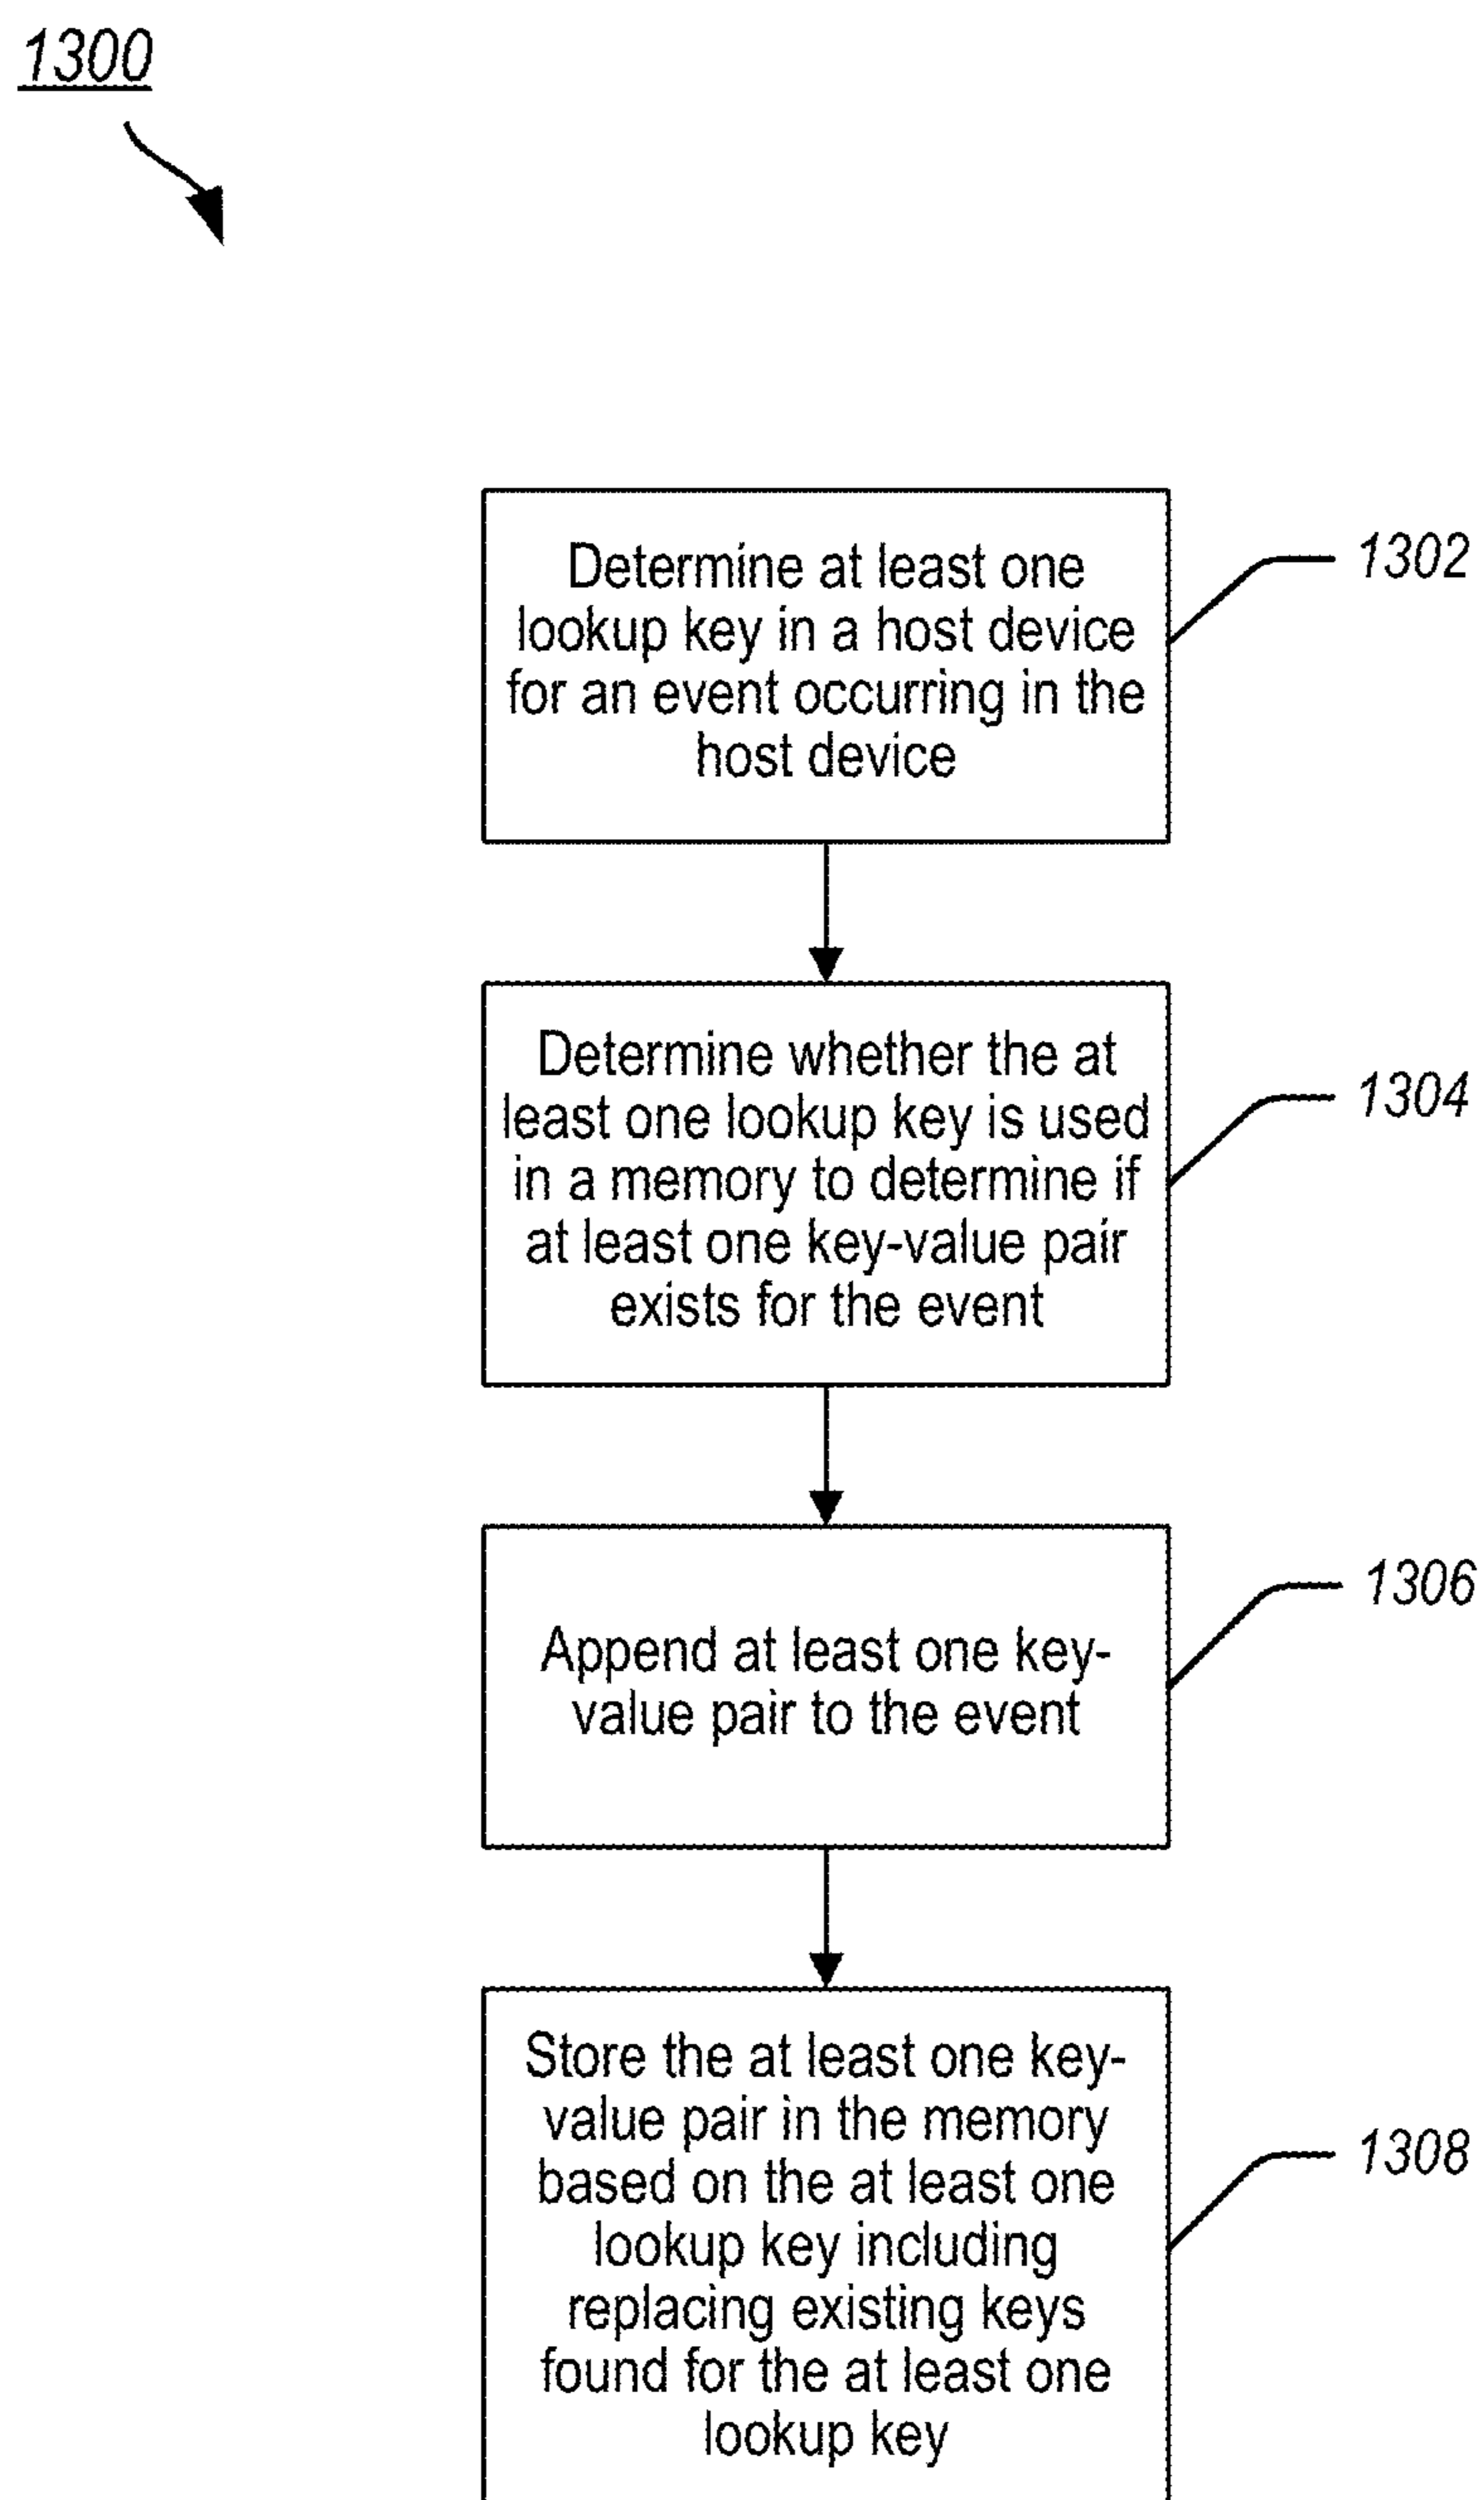 1300
Determine at least one
lookup key in a host device
for an event occurring in the
host device
1302
Determine whether the at
least one lookup key is used
in a memory to determine if
at least one key-value pair
exists for the event
1304
Append at least one key-
value pair to the event
1306
Store the at least one key-
value pair in the memory
based on the at least one
lookup key including
replacing existing keys
found for the at least one
lookup key
1308